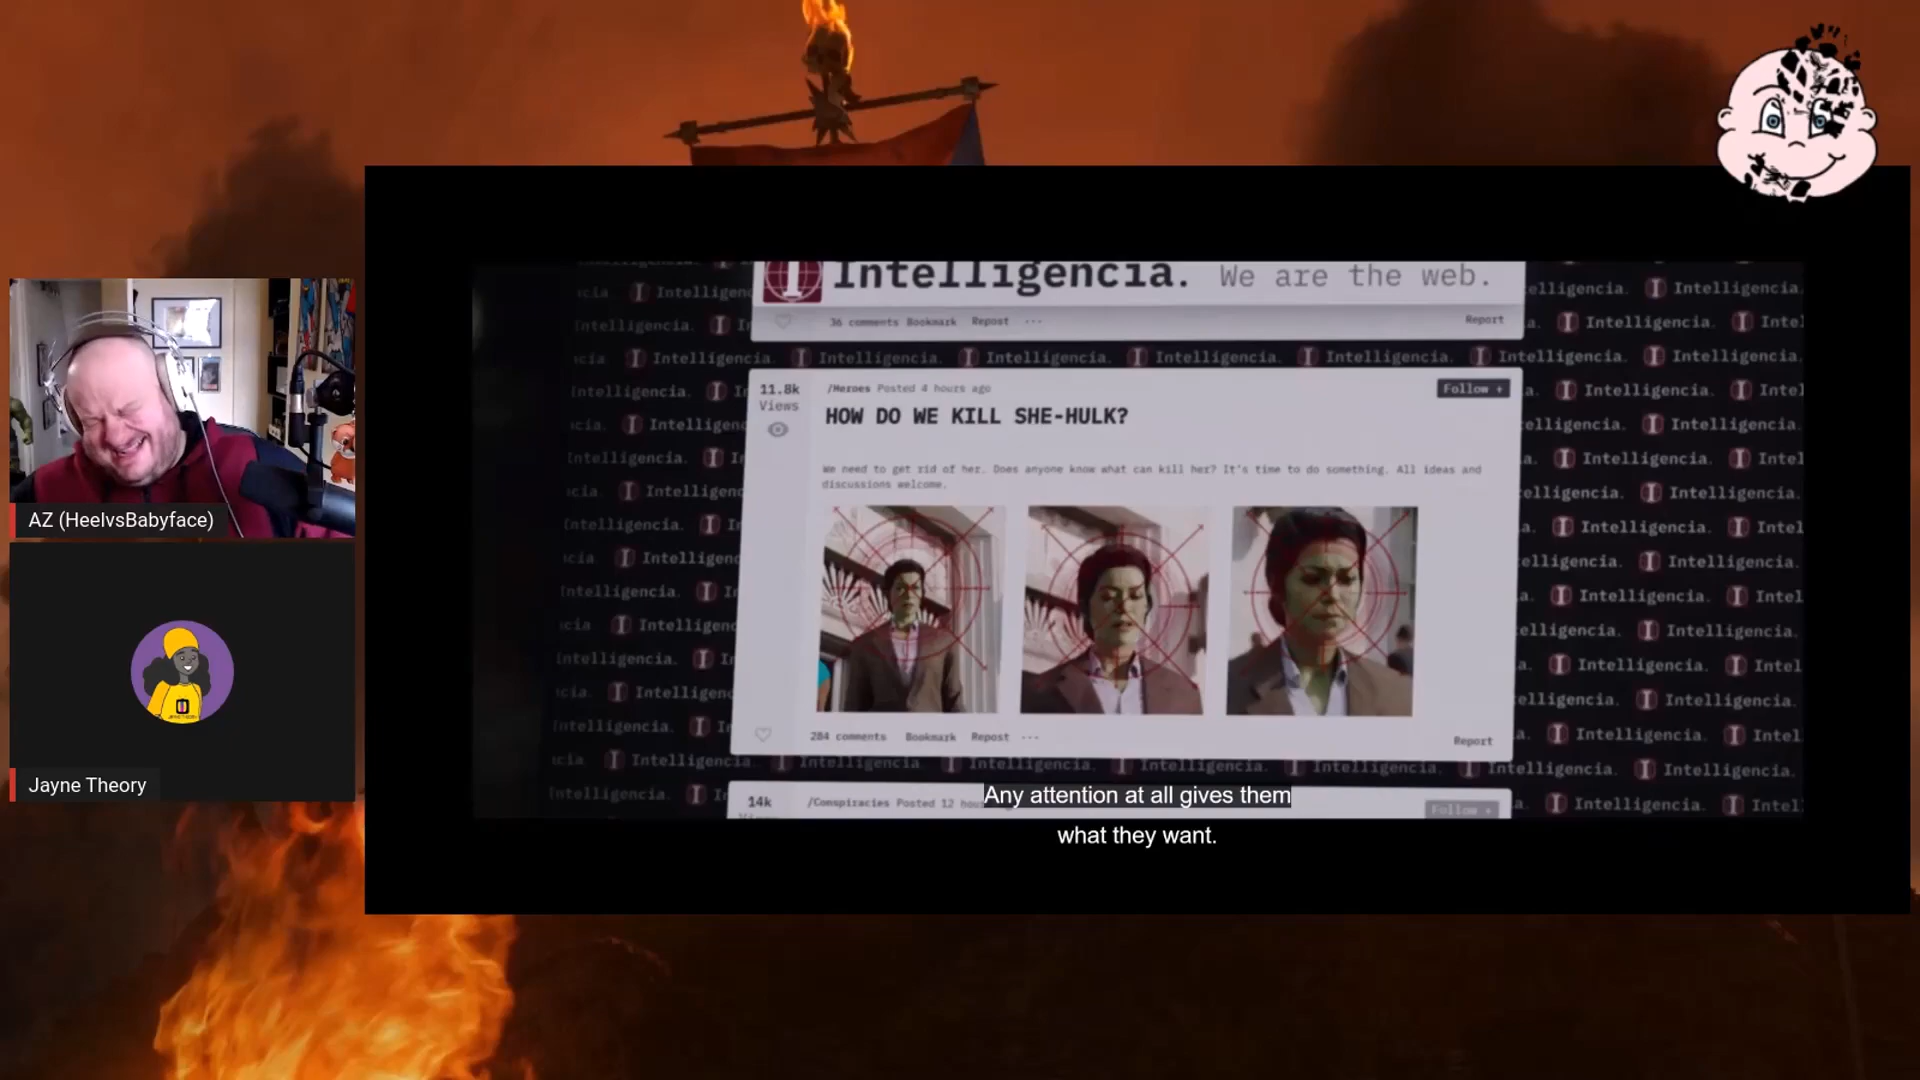 Intelligencia. We are the web.
36 comments Bookmark Repost ... Report
11.8k
Views
/Heroes Posted 4 hours ago
Follow +
HOW DO WE KILL SHE-HULK?
We need to get rid of her. Does anyone know what can kill her? It's time to do something. All ideas and
discussions welcome.
284 comments Bookmark Repost ... Report
14k
Views
/Conspiracies Posted 12
Follow +
Any attention at all gives them
what they want.
AZ (HeelvsBabyface)
Jayne Theory